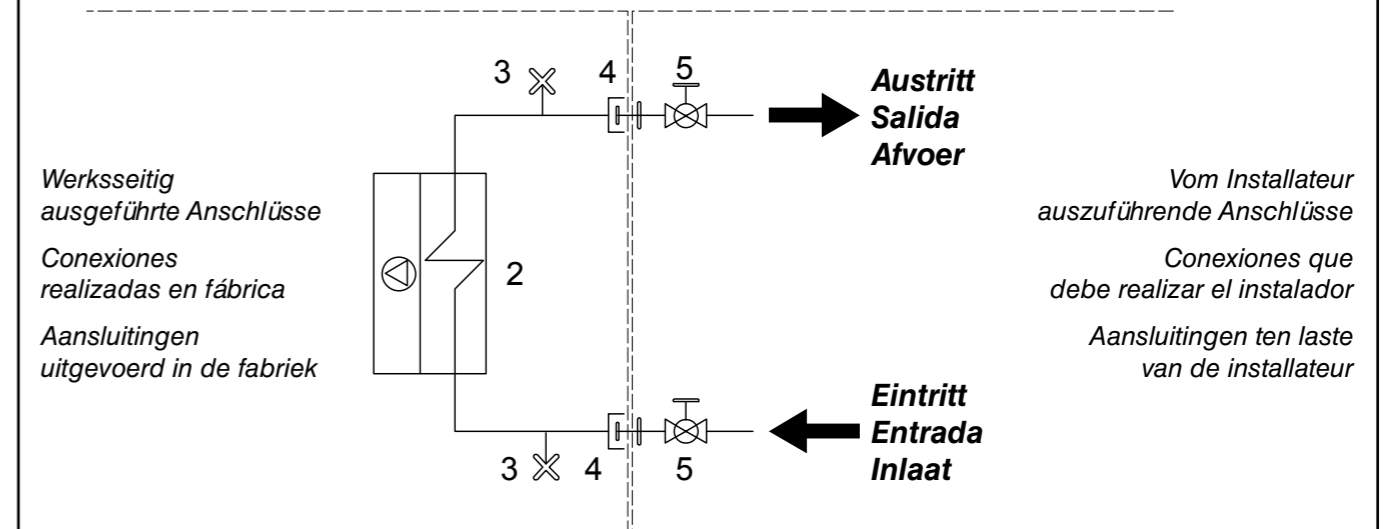 3
4
5
Austritt
Salida
Afvoer
Werksseitig
ausgeführte Anschlüsse
Conexiones
realizadas en fábrica
Aansluitingen
uitgevoerd in de fabriek
2
Vom Installateur
auszuführende Anschlüsse
Conexiones que
debe realizar el instalador
Aansluitingen ten laste
van de installateur
Eintritt
Entrada
Inlaat
3
4
5